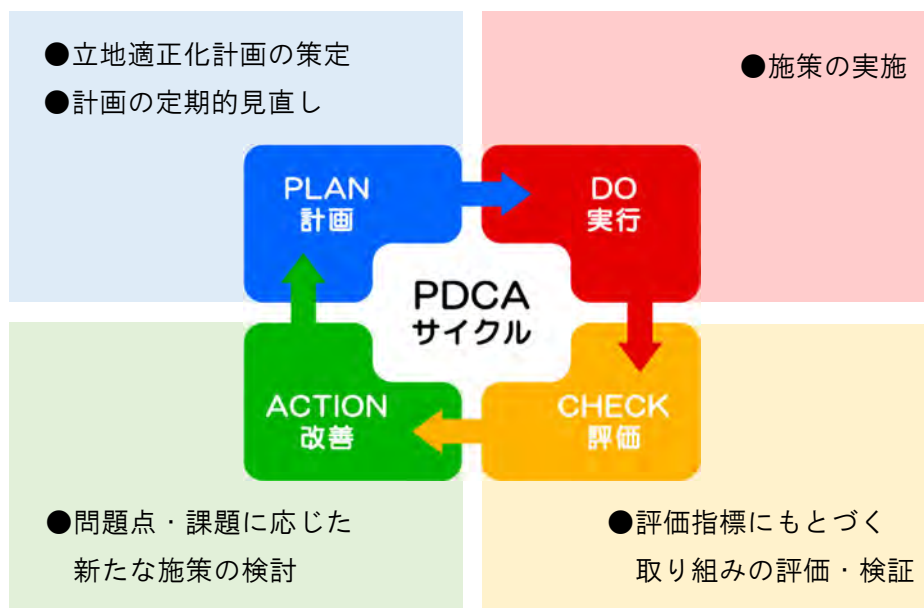 ●立地適正化計画の策定
●計画の定期的見直し
●施策の実施
PLAN
計画
DO
実行
PDCA
サイクル
ACTION
改善
CHECK
評価
●問題点・課題に応じた
新たな施策の検討
●評価指標にもとづく
取り組みの評価・検証